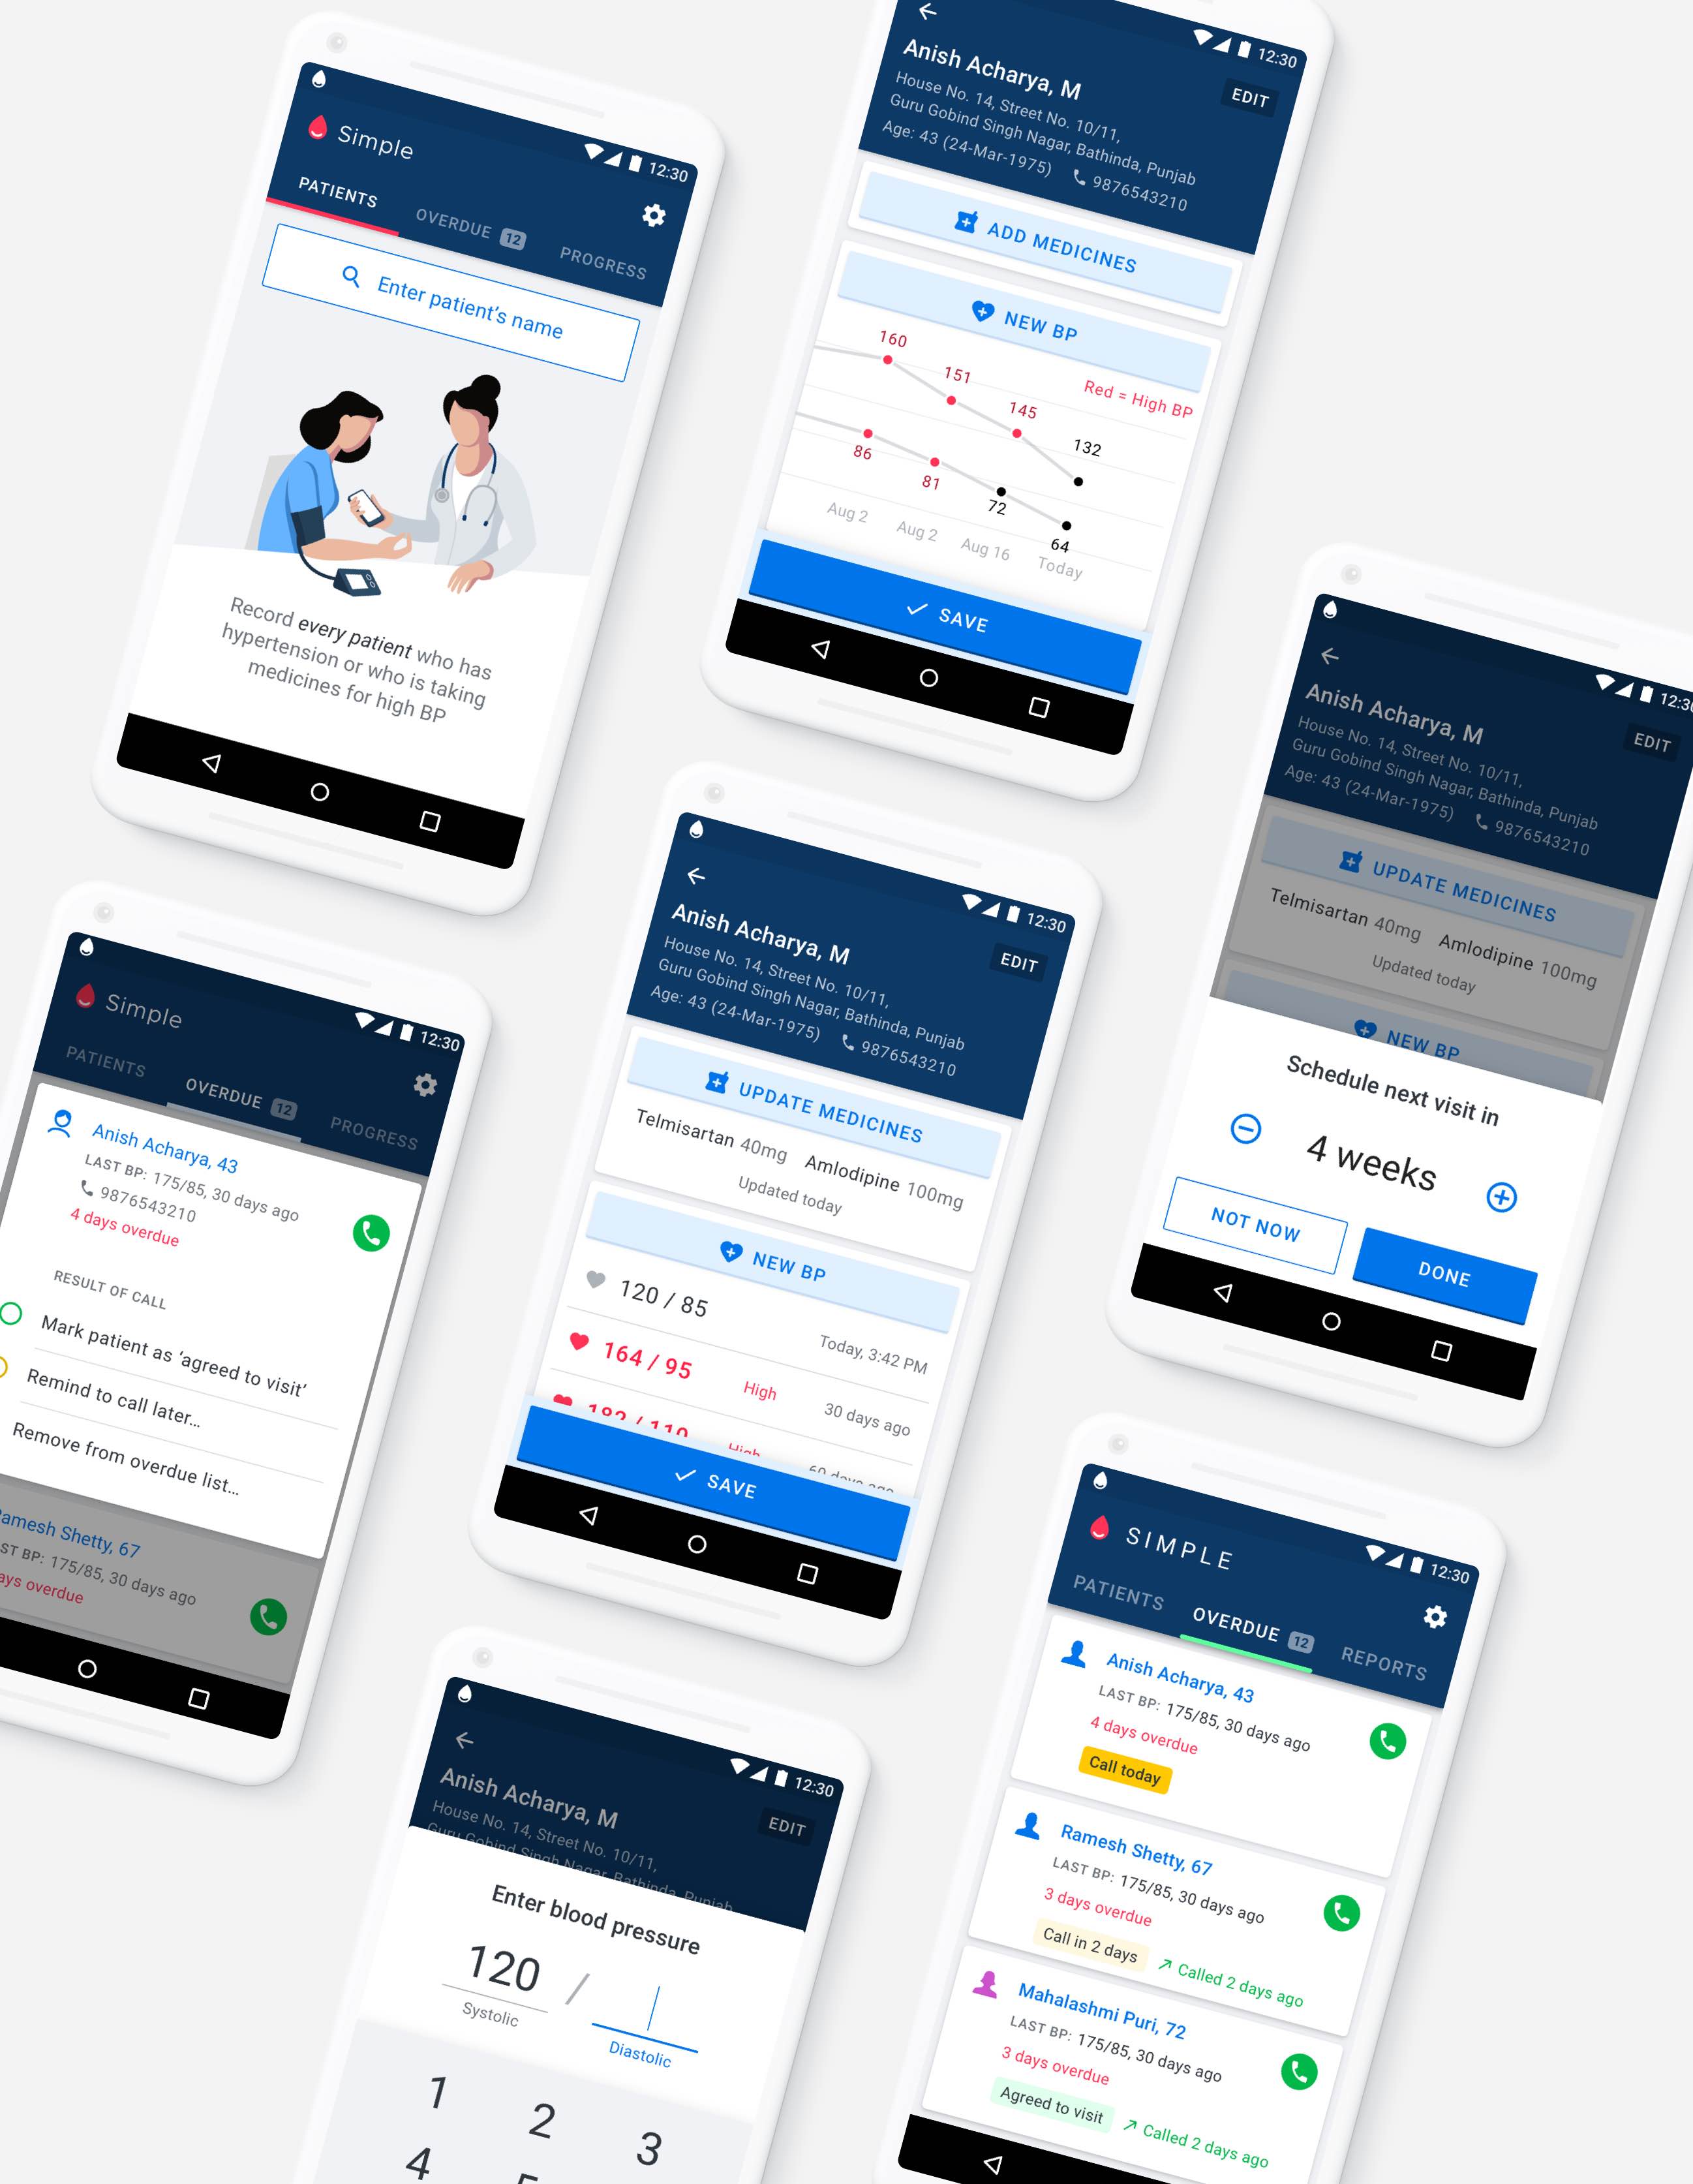 12:30
Simple
PATIENTS
OVERDUE 12
PROGRESS
Enter patient's name
Record every patient who has
hypertension or who is taking
medicines for high BP
12:30
Anish Acharya, M
EDIT
House No. 14, Street No. 10/11,
Guru Gobind Singh Nagar, Bathinda, Punjab
Age: 43 (24-Mar-1975) 9876543210
ADD MEDICINES
NEW BP
Red = High BP
160
151
145
132
86
81
72
64
Aug 2
Aug 2
Aug 16
Today
SAVE
12:30
Anish Acharya, M
EDIT
House No. 14, Street No. 10/11,
Guru Gobind Singh Nagar, Bathinda, Punjab
Age: 43 (24-Mar-1975) 9876543210
UPDATE MEDICINES
Telmisartan 40mg Amlodipine 100mg
Updated today
NEW BP
Schedule next visit in
4 weeks
NOT NOW
DONE
12:30
Simple
PATIENTS
OVERDUE 12
PROGRESS
Anish Acharya, 43
LAST BP: 175/85, 30 days ago
9876543210
4 days overdue
RESULT OF CALL
Mark patient as ‘agreed to visit’
Remind to call later...
Remove from overdue list...
Ramesh Shetty, 67
ST BP: 175/85, 30 days ago
ays overdue
12:30
Anish Acharya, M
EDIT
House No. 14, Street No. 10/11,
Guru Gobind Singh Nagar, Bathinda, Punjab
Age: 43 (24-Mar-1975) 9876543210
UPDATE MEDICINES
Telmisartan 40mg Amlodipine 100mg
Updated today
NEW BP
120 / 85
Today, 3:42 PM
164 / 95 High
30 days ago
182 / 110 High
60 days ago
SAVE
12:30
Anish Acharya, M
EDIT
House No. 14, Street No. 10/11,
Guru Gobind Singh Nagar, Bathinda, Punjab
Enter blood pressure
120 /
Systolic
Diastolic
1 2 3
4 5
12:30
SIMPLE
PATIENTS
OVERDUE 12
REPORTS
Anish Acharya, 43
LAST BP: 175/85, 30 days ago
4 days overdue
Call today
Ramesh Shetty, 67
LAST BP: 175/85, 30 days ago
3 days overdue
Call in 2 days Called 2 days ago
Mahalashmi Puri, 72
LAST BP: 175/85, 30 days ago
3 days overdue
Agreed to visit Called 2 days ago